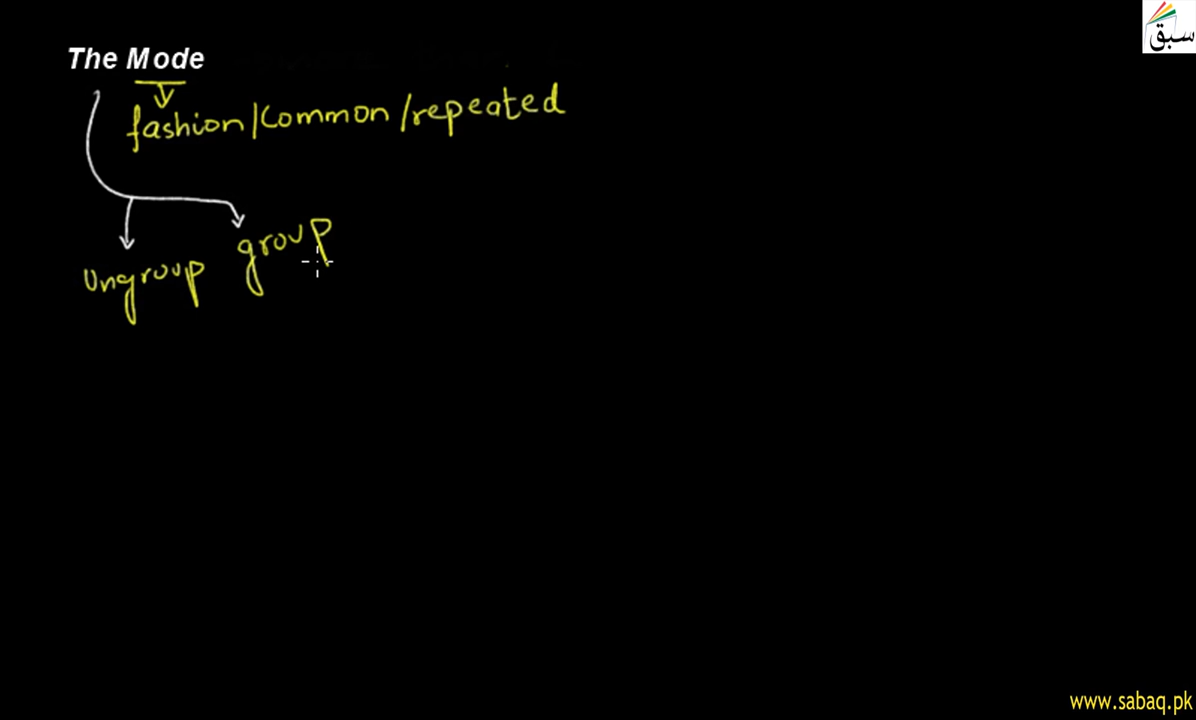 سبق
The Mode
fashion/Common/repeated
Ungroup group
www.sabaq.pk